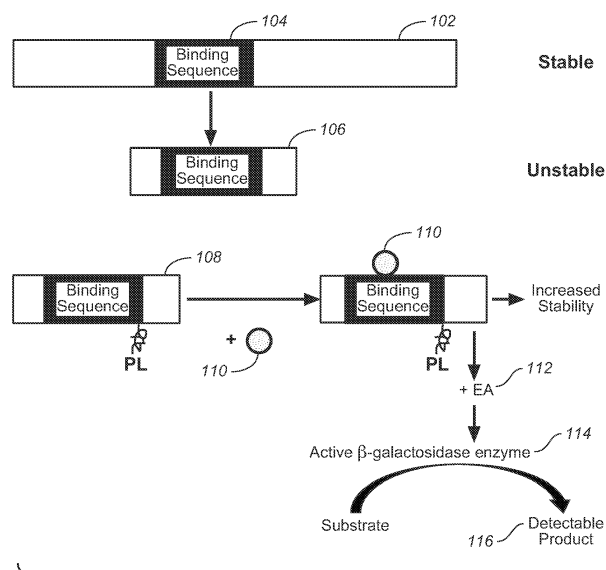 104
102
Binding
Sequence
Stable
106
Binding
Sequence
Unstable
108
110
Binding
Sequence
Binding
Sequence
Increased
Stability
+
110
PL
PL
112
+ EA
114
Active β-galactosidase enzyme
Substrate
116
Detectable
Product